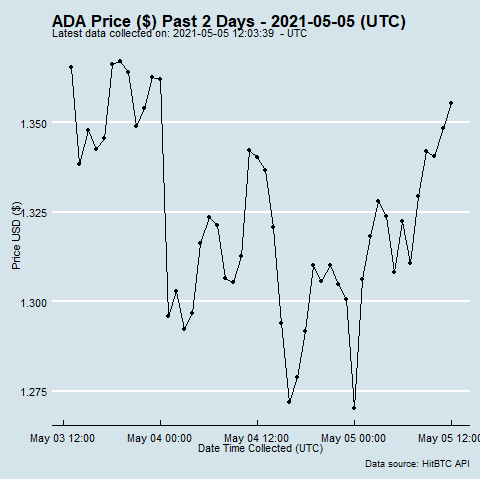 ADA Price ($) Past 2 Days - 2021-05-05 (UTC)
Latest data collected on: 2021-05-05 12:03:39 - UTC
1.350
1.325
1.300
1.275
Price USD ($)
May 03 12:00 May 04 00:00 May 04 12:00 May 05 00:00 May 05 12:00
Date Time Collected (UTC)
Data source: HitBTC API